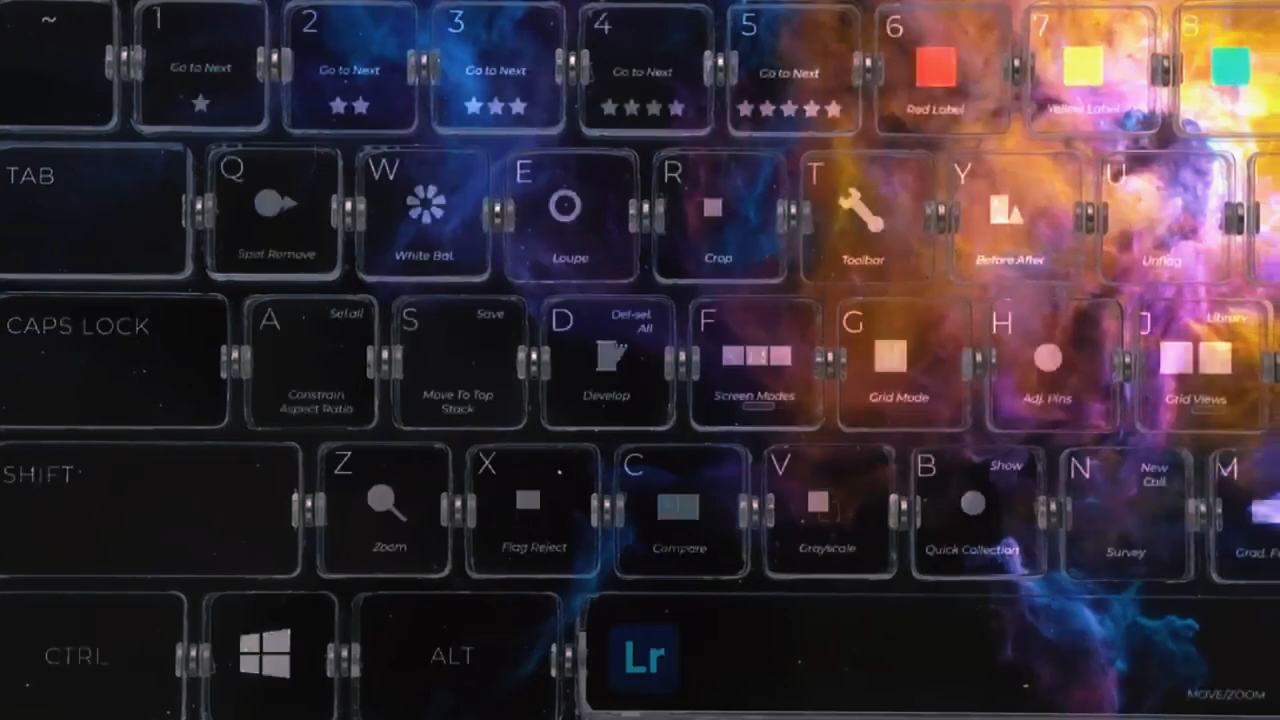 ~
1
Go to Next
2
Go to Next
3
Go to Next
4
Go to Next
5
Go to Next
6
Red Label
7
Yellow Label
8
TAB
Q
Spot Remove
W
White Bal.
E
Loupe
R
Crop
T
Toolbar
Y
Before After
U
Unflag
CAPS LOCK
A
Sel.all
Constrain
Aspect Ratio
S
Save
Move To Top
Stack
D
Def-sel.
All
Develop
F
Screen Modes
G
Grid Mode
H
Adj. Pins
J
Library
Grid Views
SHIFT
Z
Zoom
X
Flag Reject
C
Compare
V
Grayscale
B
Show
Quick Collection
N
New
Coll.
Survey
M
Grad.
CTRL
ALT
Lr
MOVE/ZOOM